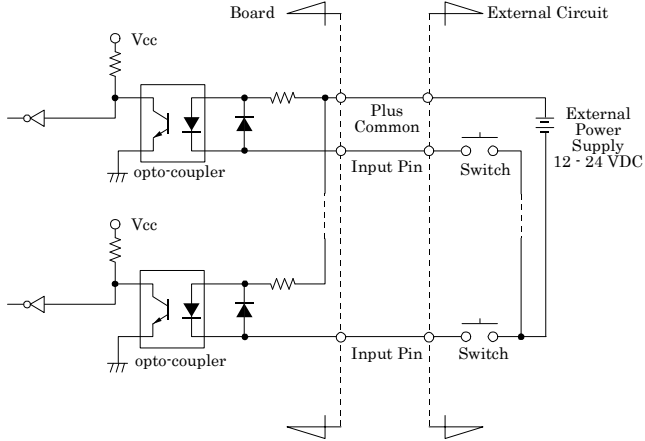 Board
External Circuit
Vcc
Plus
Common
External
Power
Supply
12 - 24 VDC
Input Pin
Switch
opto-coupler
Vcc
Input Pin
Switch
opto-coupler